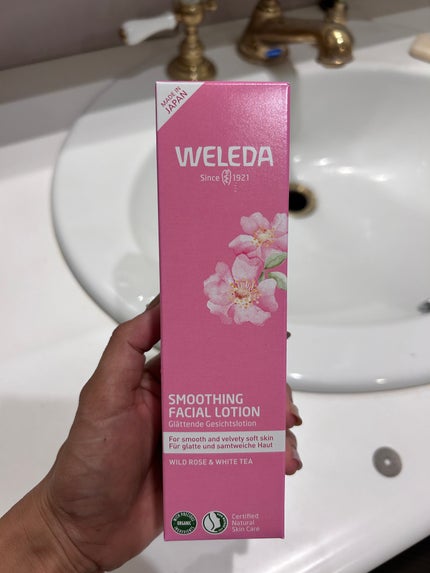 MADE IN
JAPAN
WELEDA
Since 1921
SMOOTHING
FACIAL LOTION
Glättende Gesichtslotion
For smooth and velvety soft skin
Für glatte und samtweiche Haut
WILD ROSE & WHITE TEA
ORGANIC
Certified
Natural
Skin Care